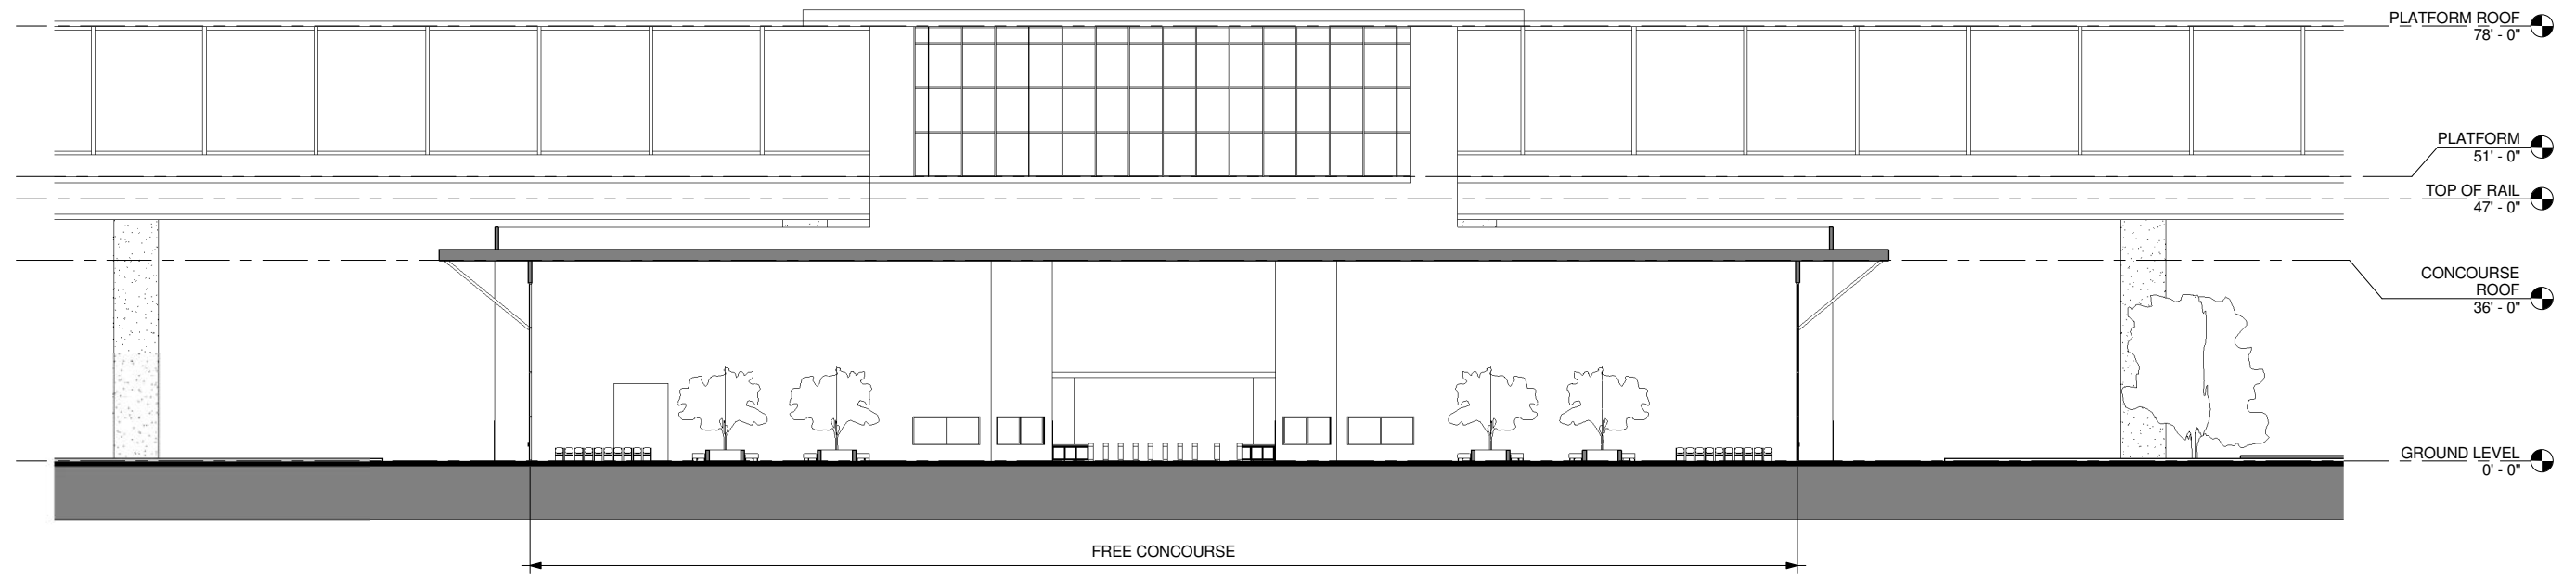 PLATFORM ROOF
78' - 0"
PLATFORM
51' - 0"
TOP OF RAIL
47' - 0"
CONCOURSE
ROOF
36' - 0"
GROUND LEVEL
0' - 0"
FREE CONCOURSE